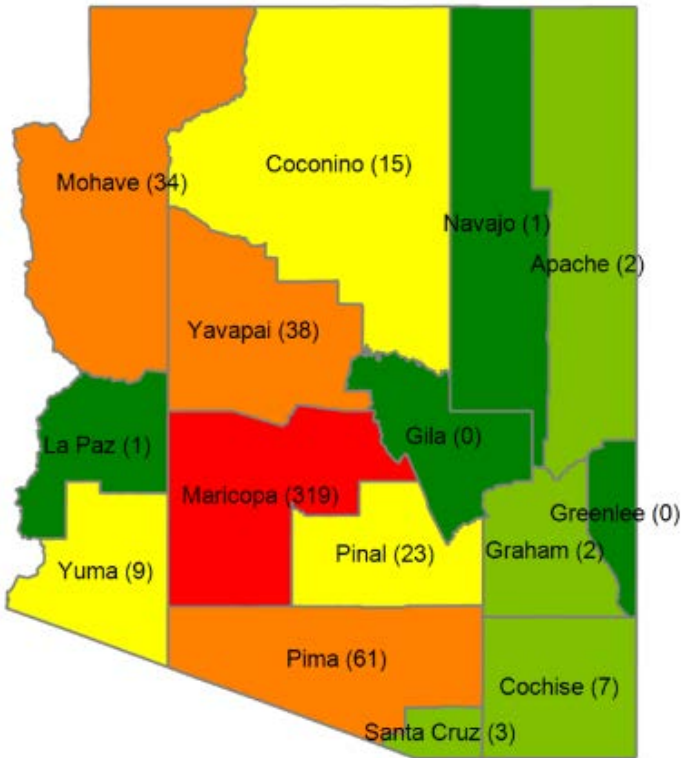 Coconino (15)
Mohave (34)
Navajo (1)
Apache (2)
Yavapai (38)
Gila (0)
La Paz (1)
Maricopa (319)
Greenlee (0)
Pinal (23)
Graham (2)
Yuma (9)
Pima (61)
Cochise (7)
Santa Cruz (3)